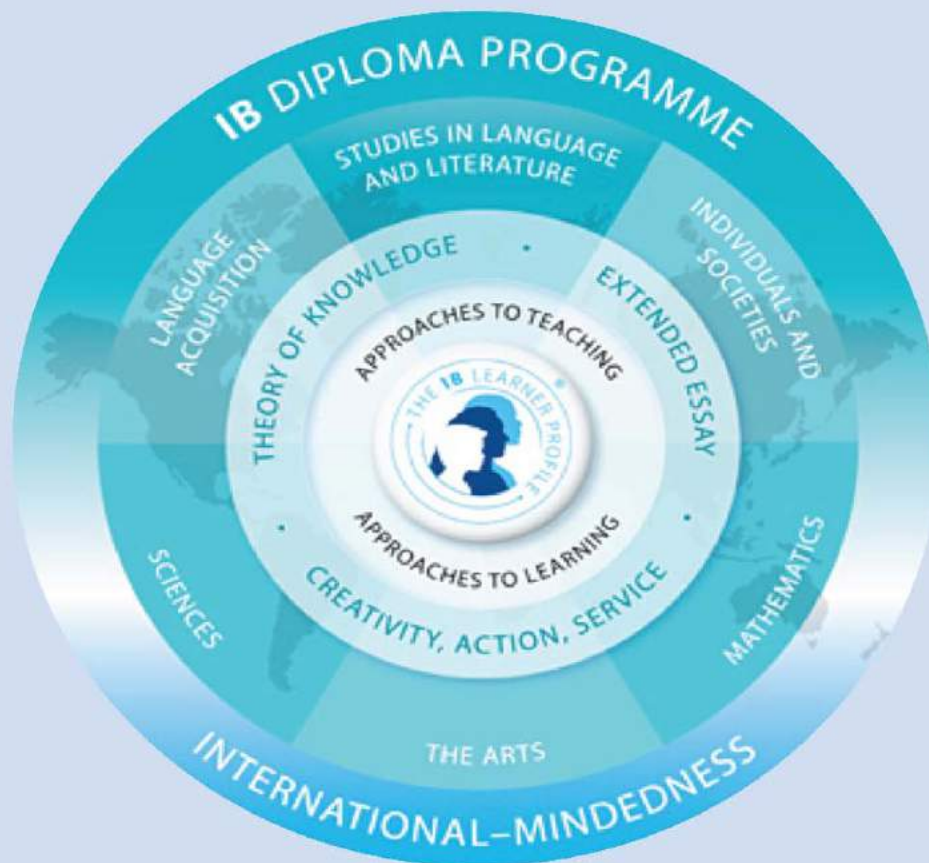 IB DIPLOMA PROGRAMME
STUDIES IN LANGUAGE
AND LITERATURE
LANGUAGE
ACQUISITION
INDIVIDUALS AND
SOCIETIES
THEORY OF KNOWLEDGE
·
EXTENDED ESSAY
APPROACHES TO TEACHING
THE IB LEARNER PROFILE
®
APPROACHES TO LEARNING
·
·
CREATIVITY, ACTION, SERVICE
SCIENCES
MATHEMATICS
THE ARTS
INTERNATIONAL–MINDEDNESS